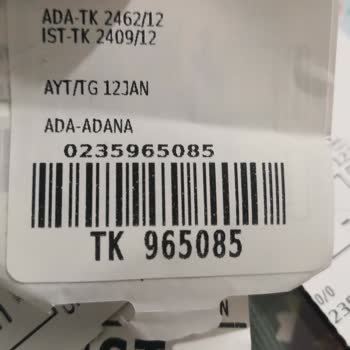 ADA-TK 2462/12
IST-TK 2409/12
AYT/TG 12JAN
ADA-ADANA
0235965085
TK 965085